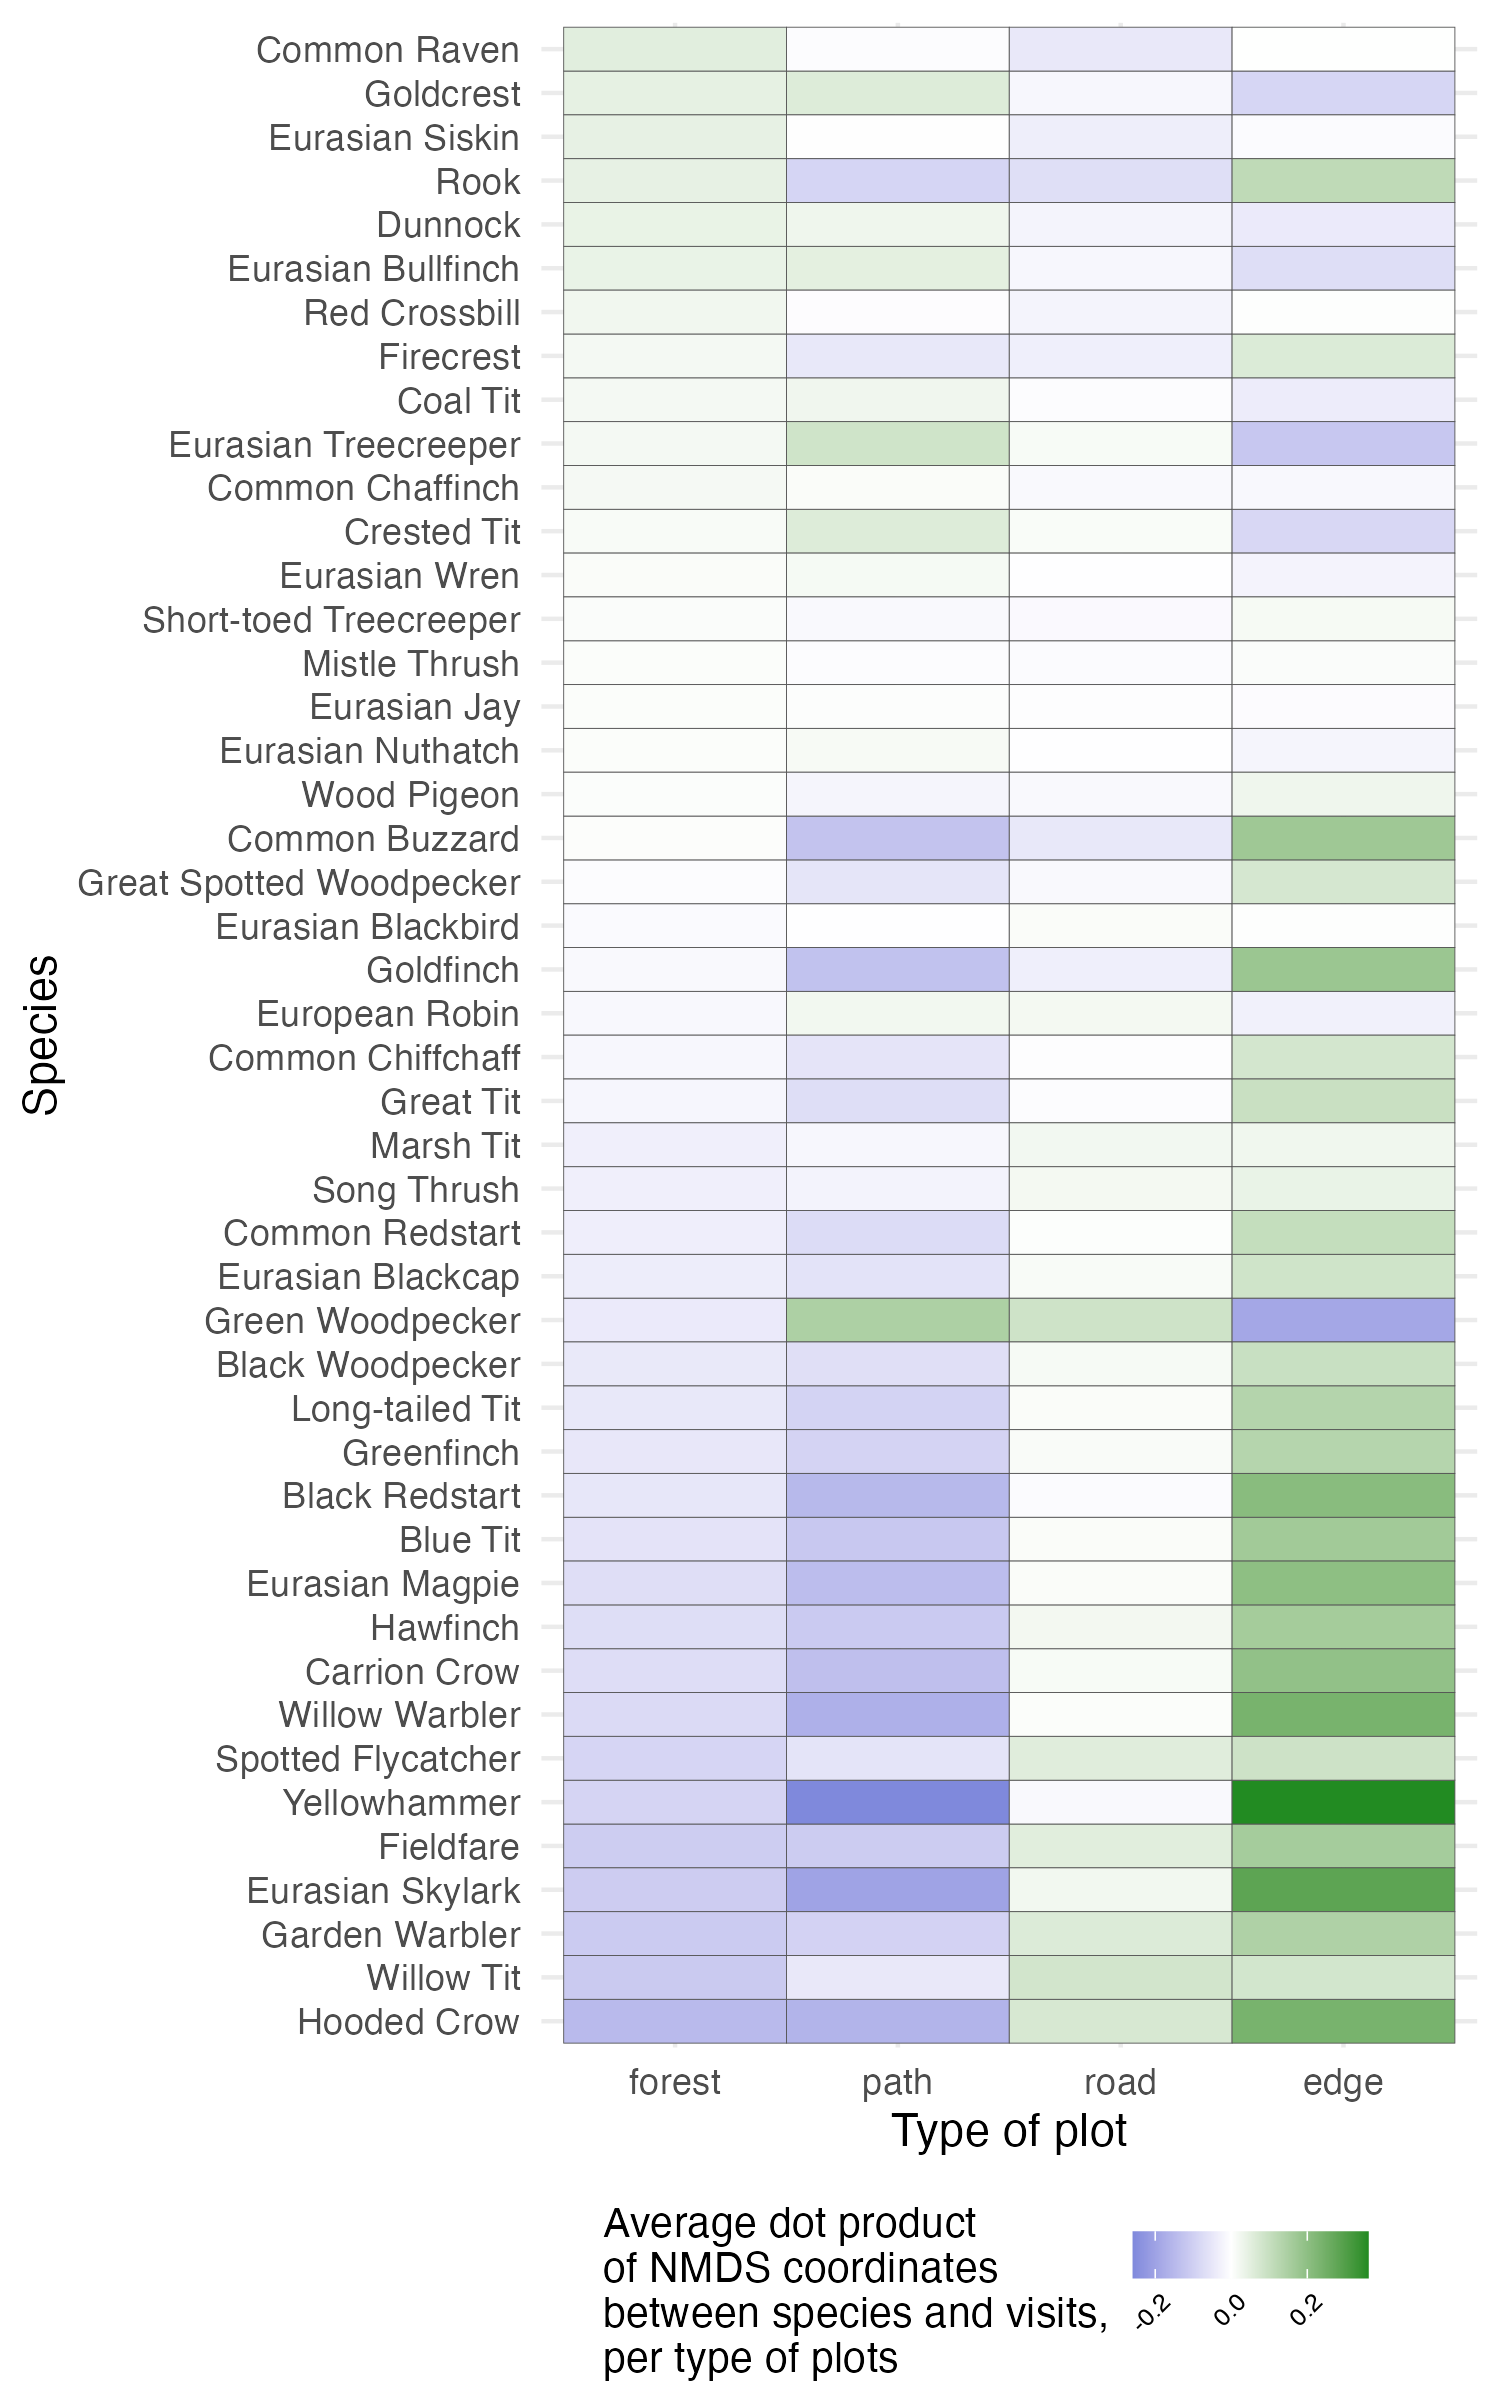 Common Raven
Goldcrest
Eurasian Siskin
Rook
Dunnock
Eurasian Bullfinch
Red Crossbill
Firecrest
Coal Tit
Eurasian Treecreeper
Common Chaffinch
Crested Tit
Eurasian Wren
Short-toed Treecreeper
Mistle Thrush
Eurasian Jay
Eurasian Nuthatch
Wood Pigeon
Common Buzzard
Great Spotted Woodpecker
Eurasian Blackbird
Goldfinch
European Robin
Common Chiffchaff
Great Tit
Marsh Tit
Song Thrush
Common Redstart
Eurasian Blackcap
Green Woodpecker
Black Woodpecker
Long-tailed Tit
Greenfinch
Black Redstart
Blue Tit
Eurasian Magpie
Hawfinch
Carrion Crow
Willow Warbler
Spotted Flycatcher
Yellowhammer
Fieldfare
Eurasian Skylark
Garden Warbler
Willow Tit
Hooded Crow
Species
forest path road edge
Type of plot
Average dot product
of NMDS coordinates
between species and visits,
per type of plots
-0.2 0.0 0.2